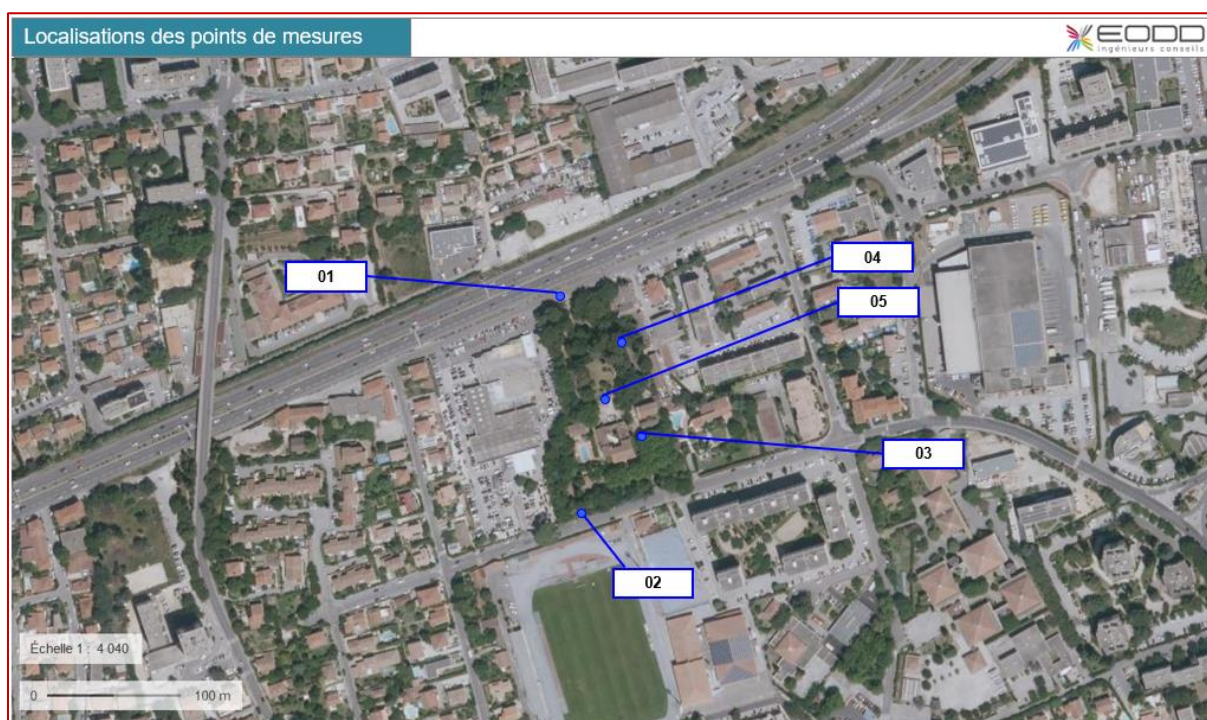 Localisations des points de mesures
EODD
ingénieurs conseils
04
01
05
03
02
Échelle 1 : 4 040
0 100 m